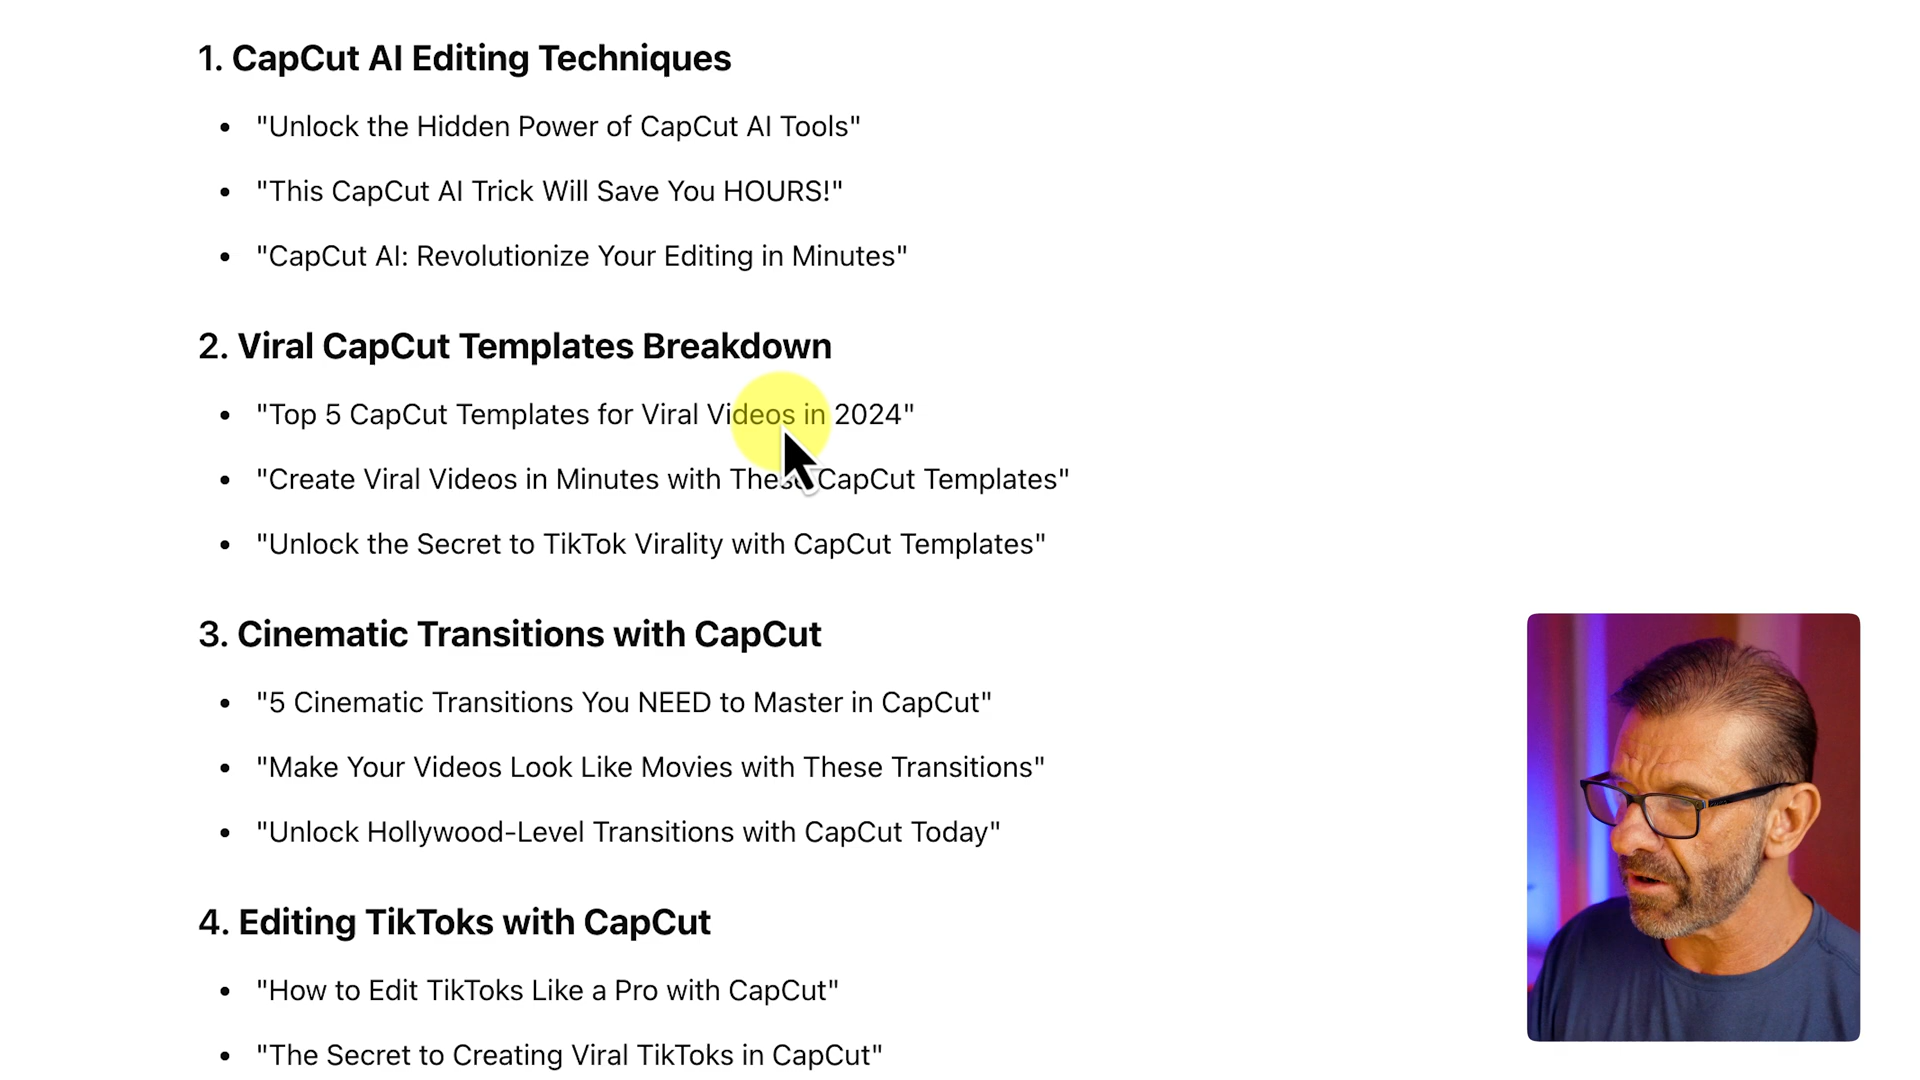 1. CapCut AI Editing Techniques
"Unlock the Hidden Power of CapCut AI Tools"
"This CapCut AI Trick Will Save You HOURS!"
"CapCut AI: Revolutionize Your Editing in Minutes"
2. Viral CapCut Templates Breakdown
"Top 5 CapCut Templates for Viral Videos in 2024"
"Create Viral Videos in Minutes with These CapCut Templates"
"Unlock the Secret to TikTok Virality with CapCut Templates"
3. Cinematic Transitions with CapCut
"5 Cinematic Transitions You NEED to Master in CapCut"
"Make Your Videos Look Like Movies with These Transitions"
"Unlock Hollywood-Level Transitions with CapCut Today"
4. Editing TikToks with CapCut
"How to Edit TikToks Like a Pro with CapCut"
"The Secret to Creating Viral TikToks in CapCut"